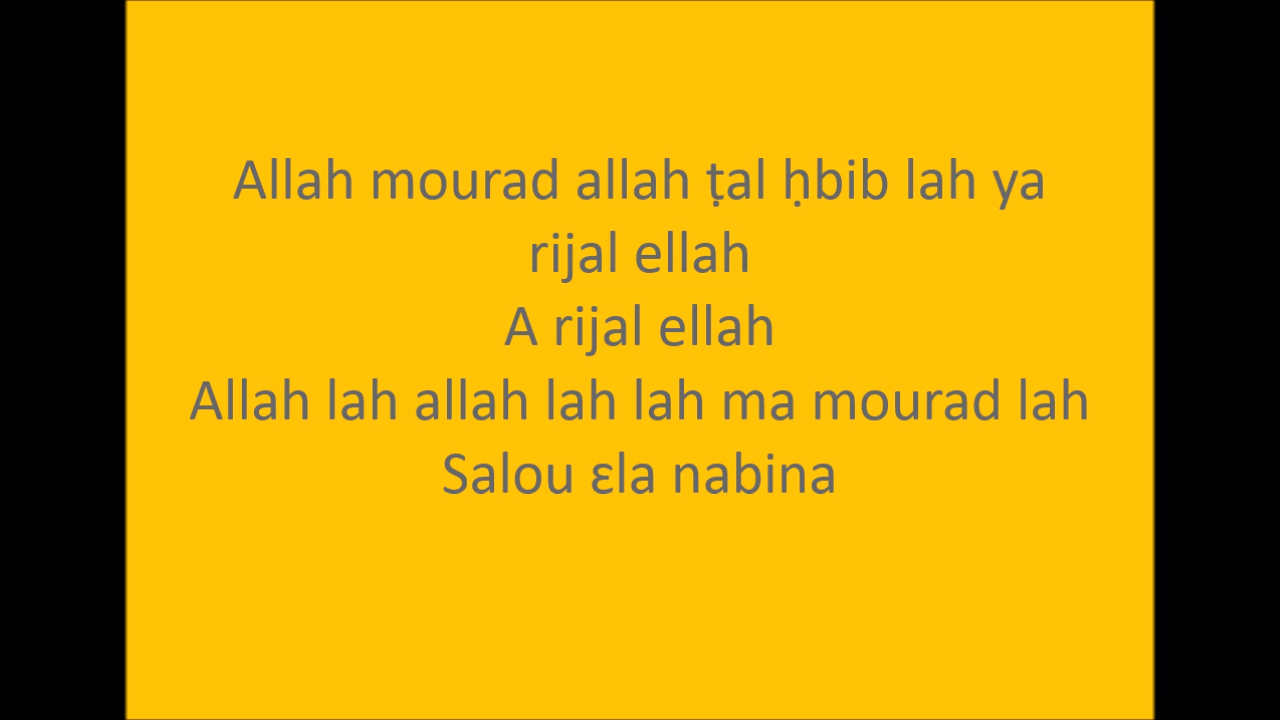 Allah mourad allah ṭal ḥbib lah ya
rijal ellah
A rijal ellah
Allah lah allah lah lah ma mourad lah
Salou ɛla nabina